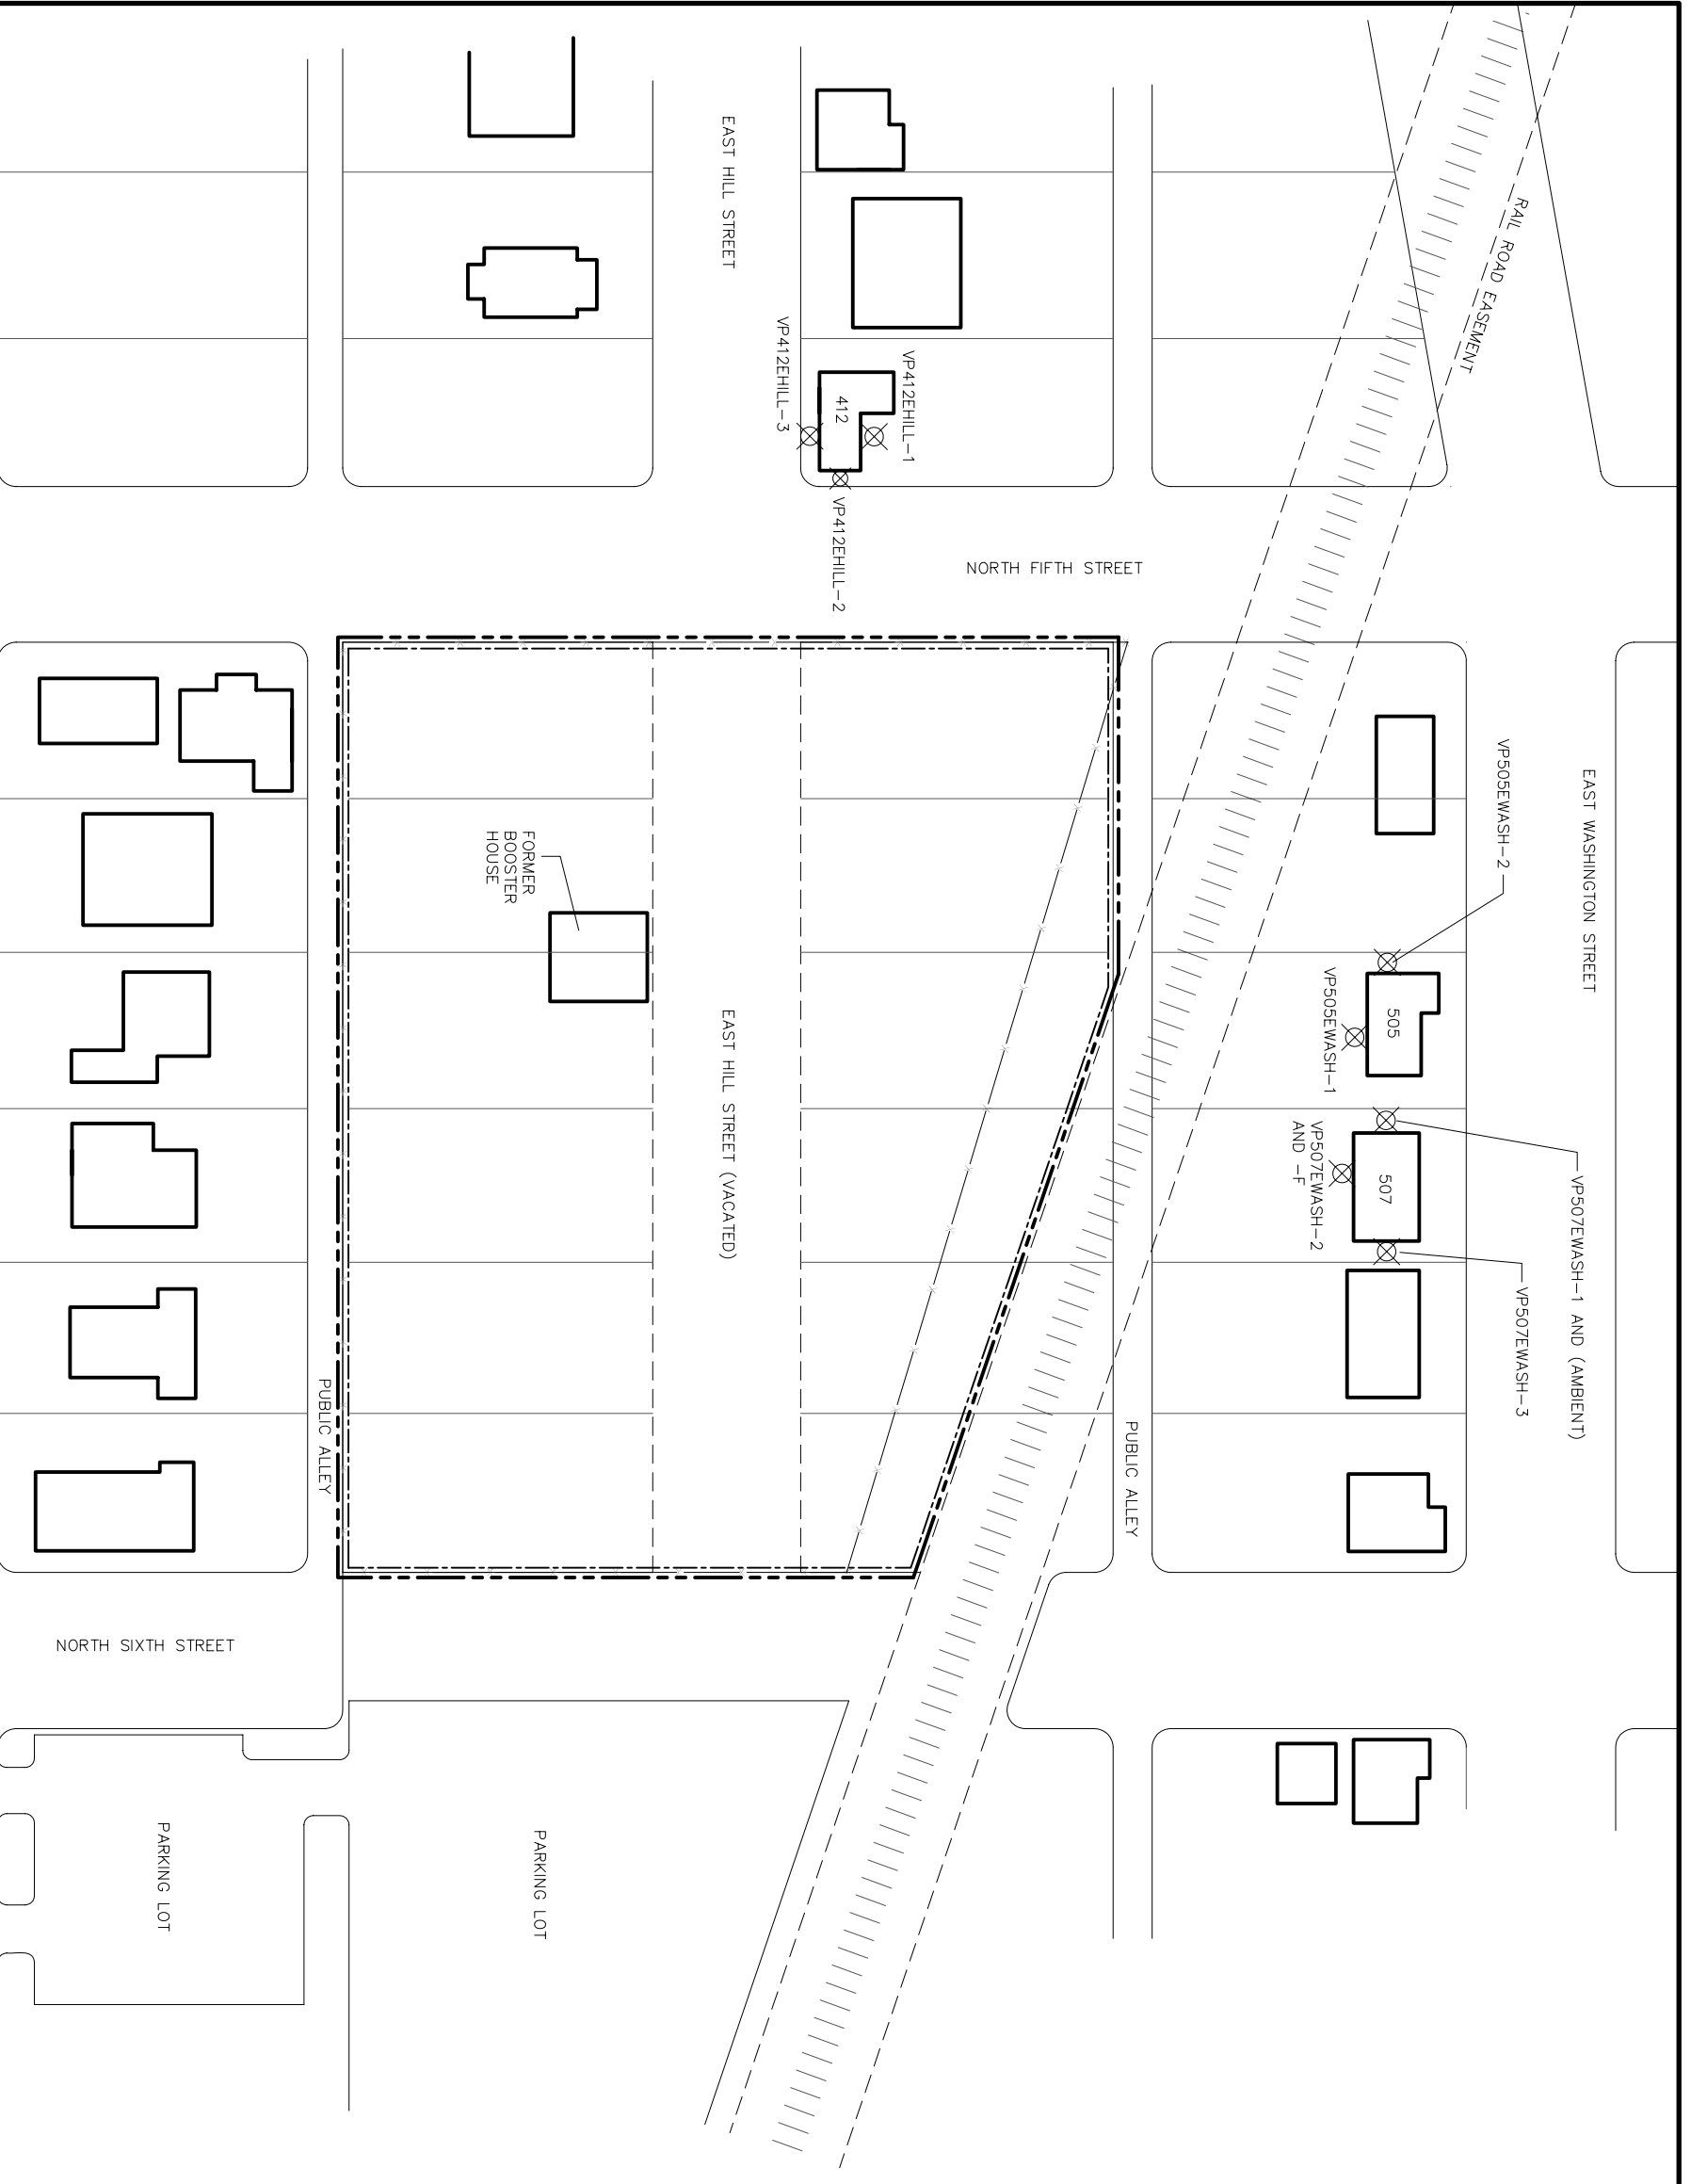 EAST WASHINGTON STREET
RAIL ROAD EASEMENT
VP505EWASH-2
505
VP505EWASH-1
VP507EWASH-1 AND (AMBIENT)
507
VP507EWASH-2
AND -F
VP507EWASH-3
PUBLIC ALLEY
NORTH FIFTH STREET
EAST HILL STREET
VP412EHILL-1
412
VP412EHILL-3
VP412EHILL-2
EAST HILL STREET (VACATED)
FORMER
BOOSTER
HOUSE
PUBLIC ALLEY
NORTH SIXTH STREET
PARKING LOT
PARKING LOT